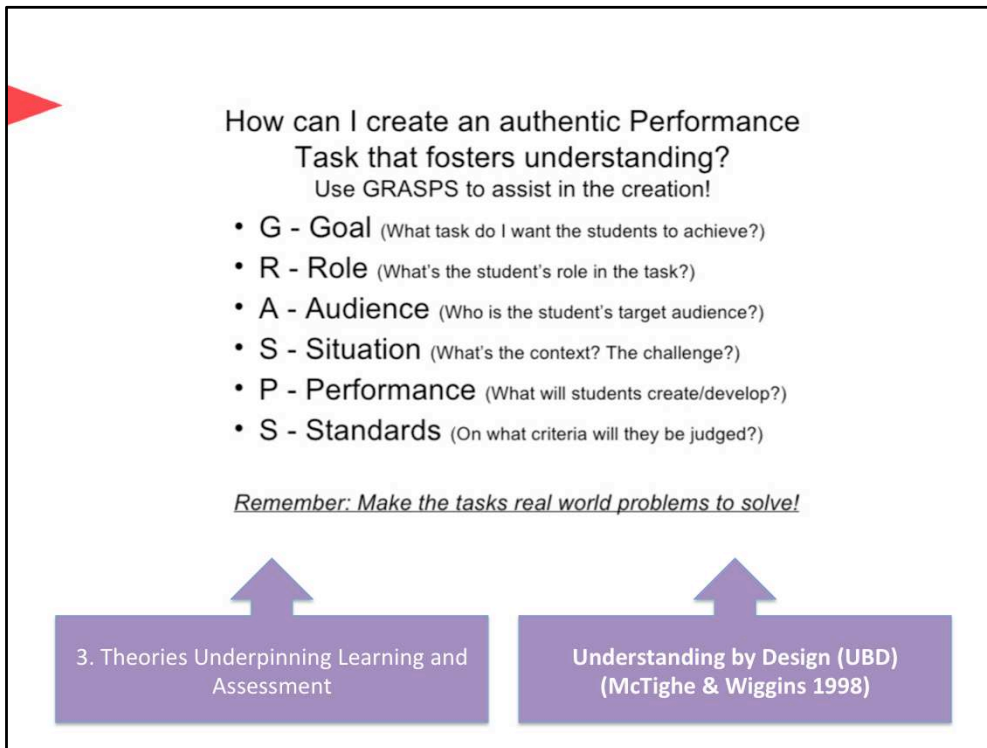 How can I create an authentic Performance
Task that fosters understanding?
Use GRASPS to assist in the creation!
• G - Goal (What task do I want the students to achieve?)
• R - Role (What's the student's role in the task?)
• A - Audience (Who is the student's target audience?)
• S - Situation (What's the context? The challenge?)
• P - Performance (What will students create/develop?)
• S - Standards (On what criteria will they be judged?)
Remember: Make the tasks real world problems to solve!
3. Theories Underpinning Learning and
Assessment
Understanding by Design (UBD)
(McTighe & Wiggins 1998)